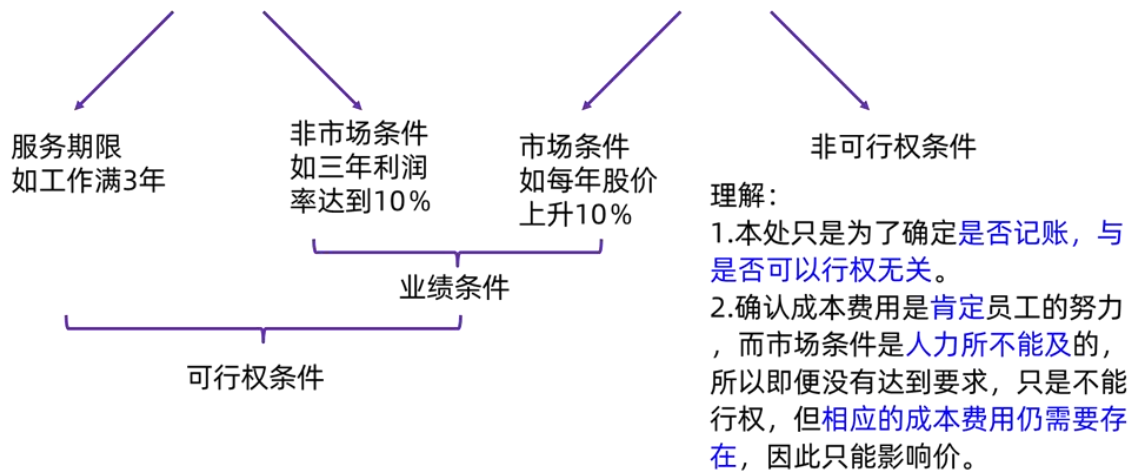 服务期限
如工作满3年
非市场条件
如三年利润
率达到10%
市场条件
如每年股价
上升10%
非可行权条件
业绩条件
可行权条件
理解：
1.本处只是为了确定是否记账，与
是否可以行权无关。
2.确认成本费用是肯定员工的努力
，而市场条件是人力所不能及的，
所以即便没有达到要求，只是不能
行权，但相应的成本费用仍需要存
在，因此只能影响价。